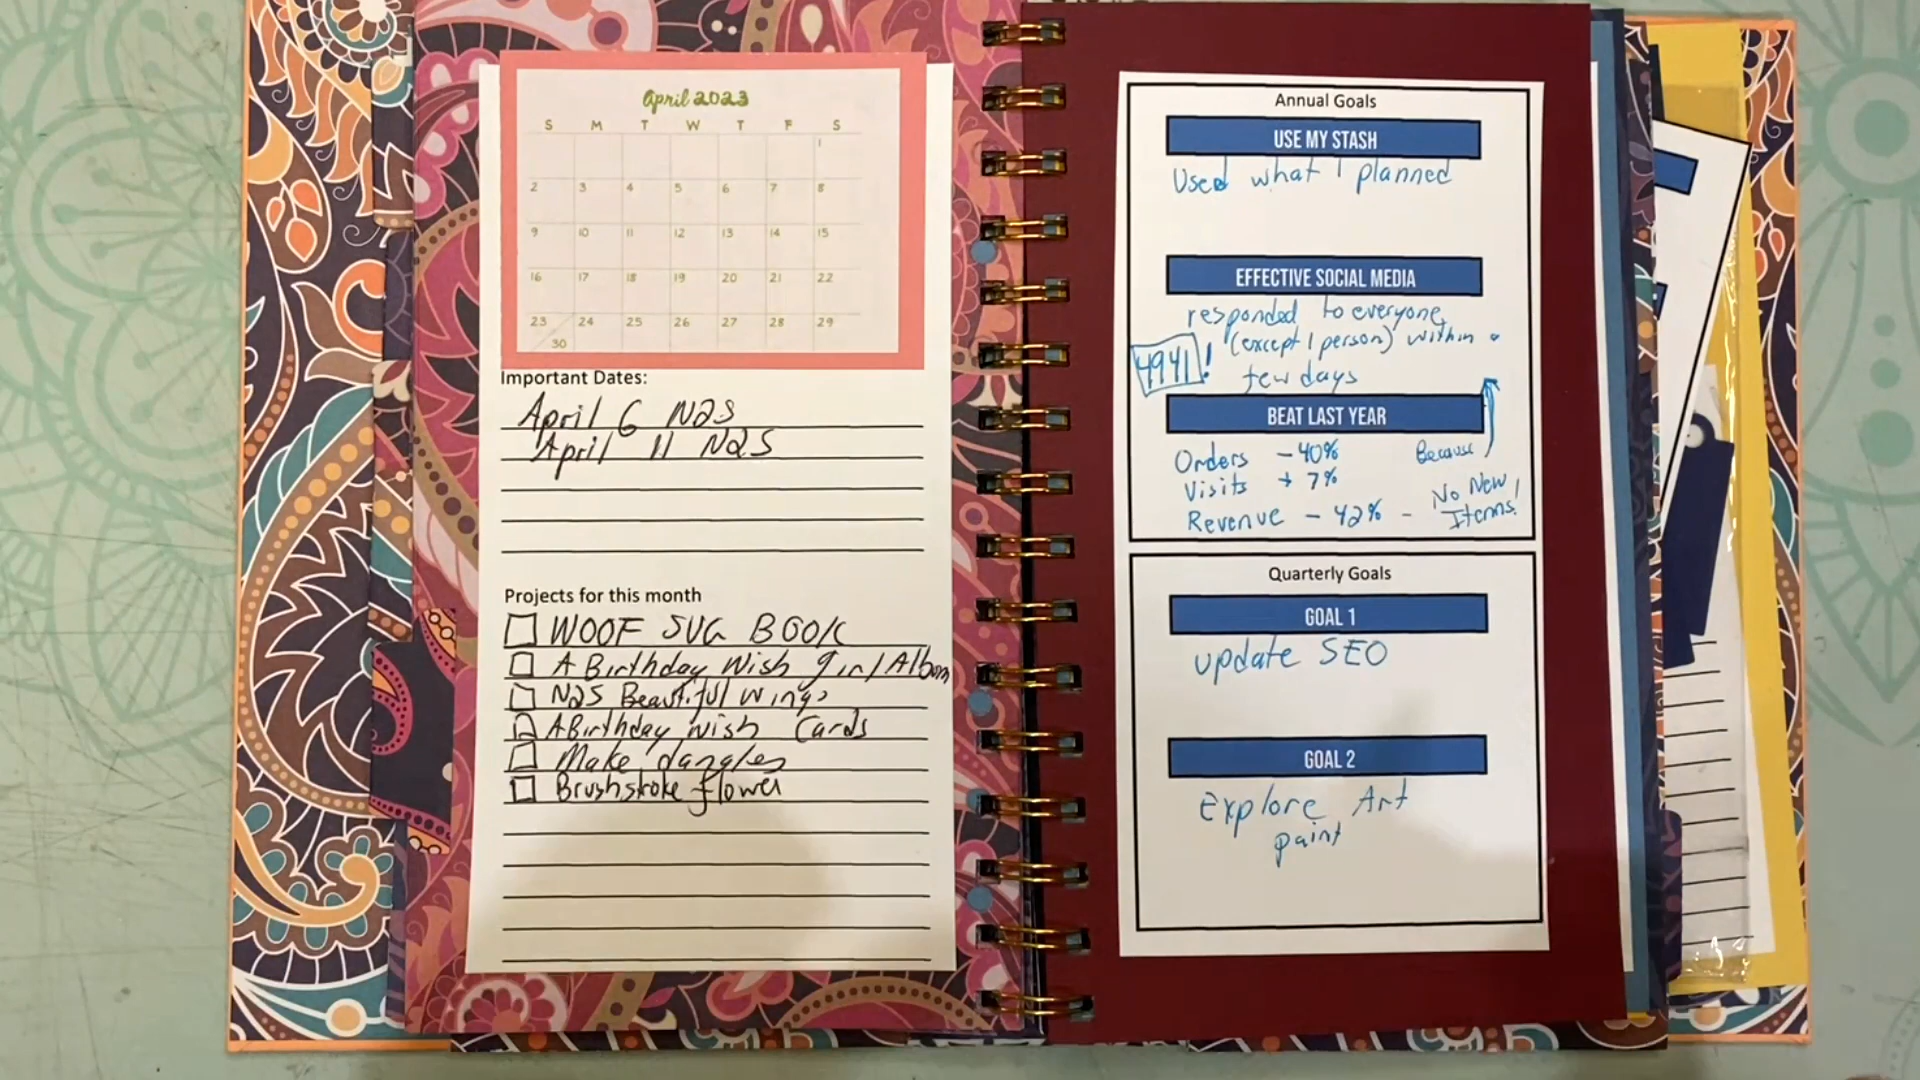 April 2023
S M T W T F S
1
2 3 4 5 6 7 8
9 10 11 12 13 14 15
16 17 18 19 20 21 22
23 24 25 26 27 28 29
30
Important Dates:
April 6 N2S
April 11 N2S
Projects for this month
WOOF SVG BOOK
A Birthday Wish girl Album
N2S Beautiful Wings
A Birthday Wish Cards
Make dangles
Brushstroke flower
Annual Goals
USE MY STASH
Used what I planned
EFFECTIVE SOCIAL MEDIA
responded to everyone
(except 1 person) within a
few days
4941!
BEAT LAST YEAR
Orders - 40% Because
Visits + 7%
Revenue - 42% - No New Items!
Quarterly Goals
GOAL 1
update SEO
GOAL 2
Explore Art
paint